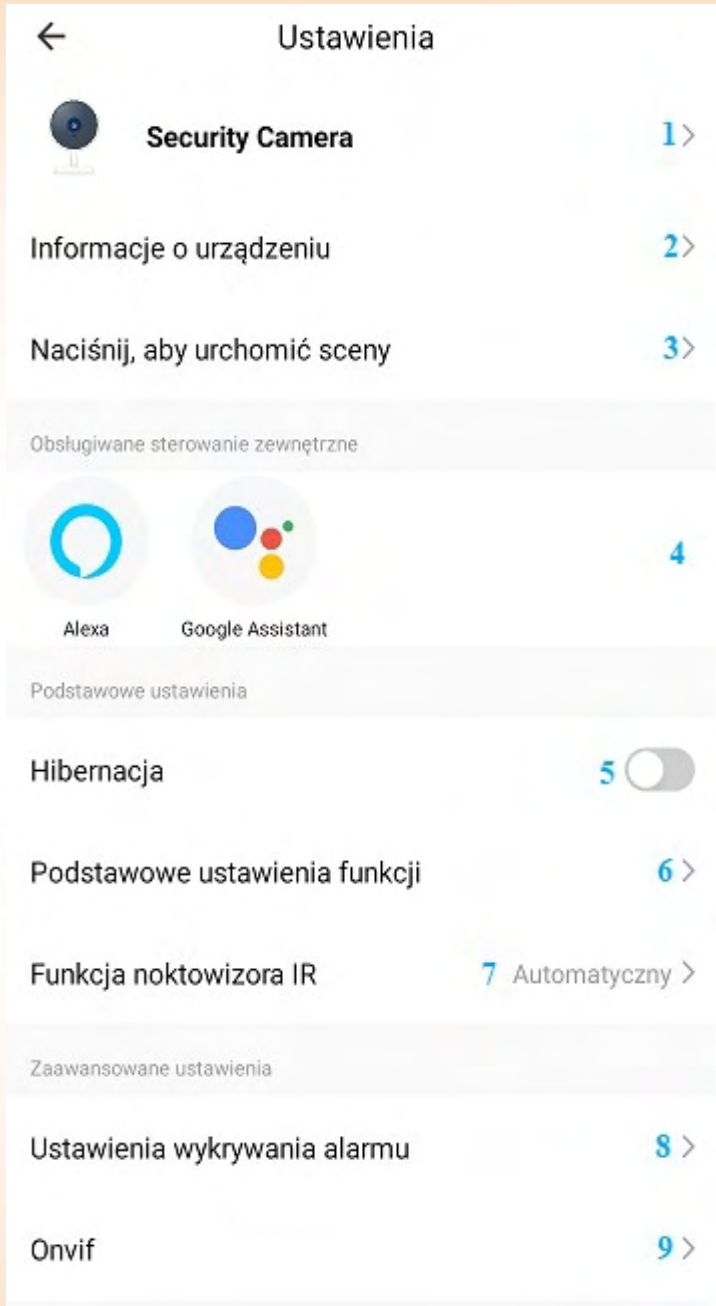 Ustawienia
Security Camera 1
Informacje o urządzeniu 2
Naciśnij, aby urchomić sceny 3
Obsługiwane sterowanie zewnętrzne
4
Alexa Google Assistant
Podstawowe ustawienia
Hibernacja 5
Podstawowe ustawienia funkcji 6
Funkcja noktowizora IR 7 Automatyczny
Zaawansowane ustawienia
Ustawienia wykrywania alarmu 8
Onvif 9